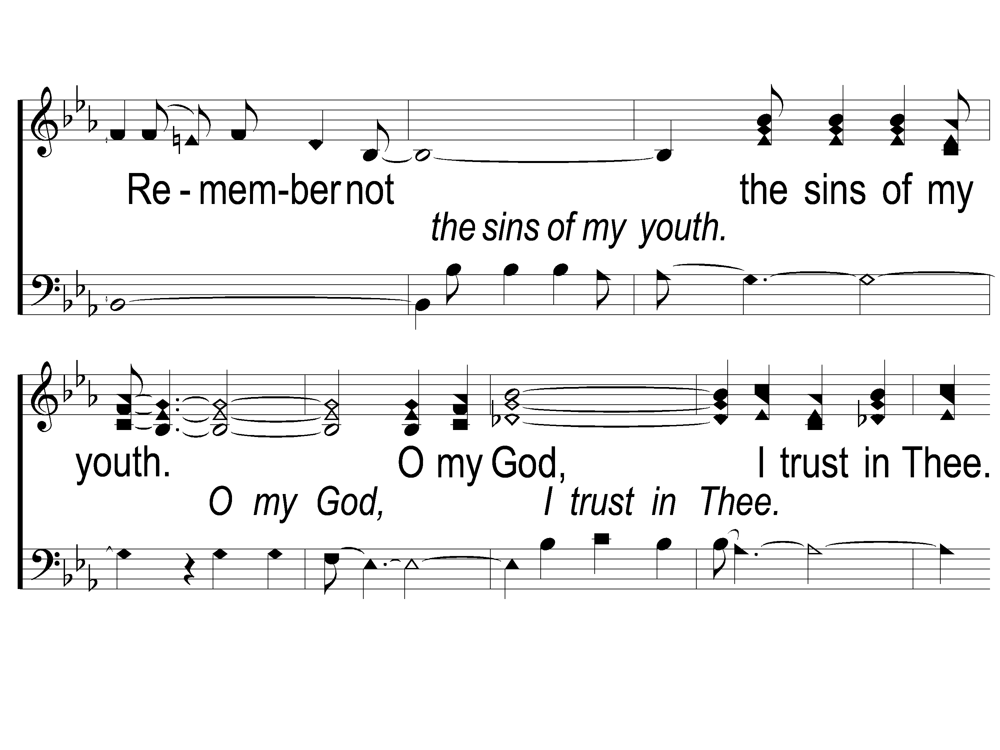 Re - mem-ber not the sins of my
the sins of my youth.
youth. O my God, I trust in Thee.
O my God, I trust in Thee.